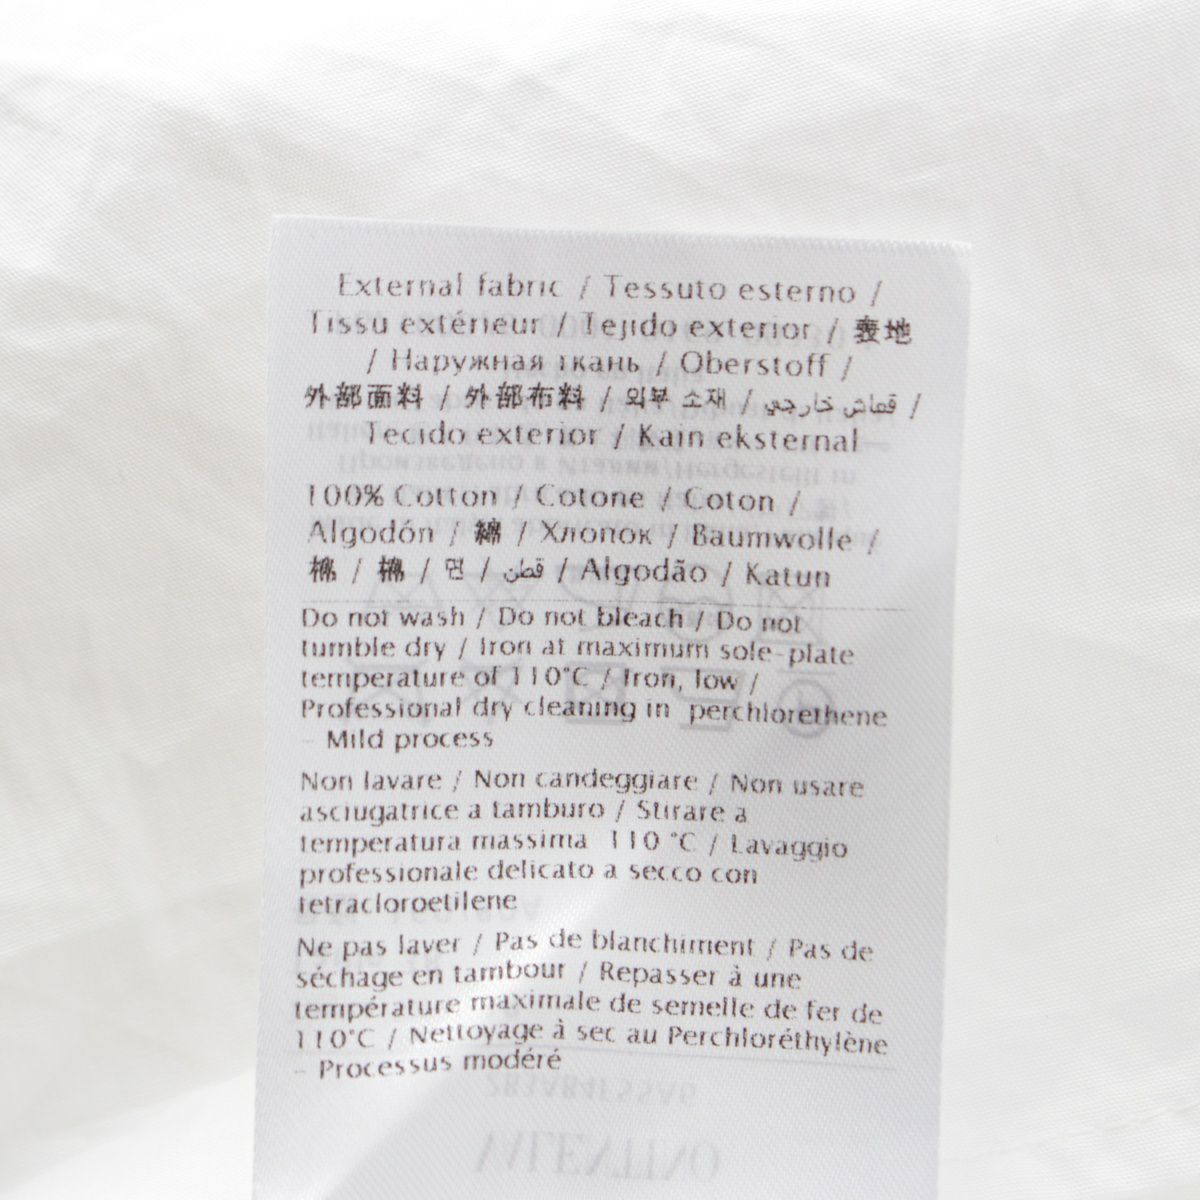 External fabric / Tessuto esterno /
Tissu extérieur / Tejido exterior / 表地
/ Наружная ткань / Oberstoff /
外部面料 / 外部布料 / 외부 소재 / قماش خارجي /
Tecido exterior / Kain eksternal
100% Cotton / Cotone / Coton /
Algodón / 綿 / Хлопок / Baumwolle /
棉 / 棉 / 면 / قطن / Algodão / Katun
Do not wash / Do not bleach / Do not
tumble dry / Iron at maximum sole-plate
temperature of 110°C / Iron, low /
Professional dry cleaning in perchlorethene
- Mild process
Non lavare / Non candeggiare / Non usare
asciugatrice a tamburo / Stirare a
temperatura massima 110 °C / Lavaggio
professionale delicato a secco con
tetracloroetilene
Ne pas laver / Pas de blanchiment / Pas de
séchage en tambour / Repasser à une
température maximale de semelle de fer de
110°C / Nettoyage à sec au Perchloréthylène
- Processus modéré
VALENTINO